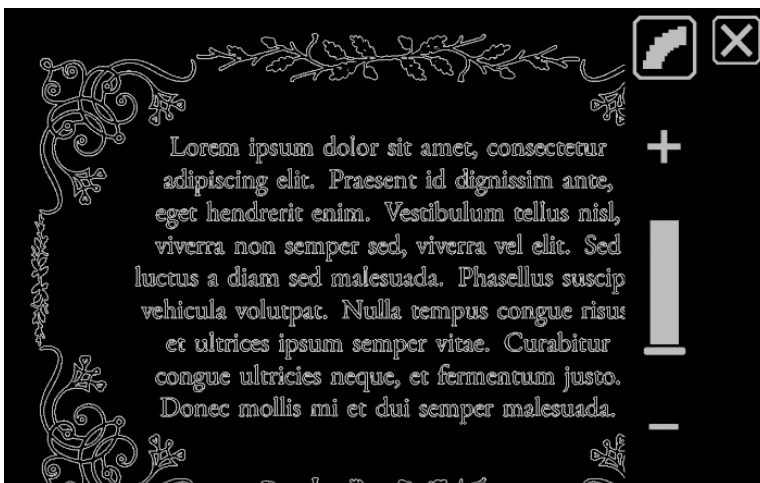 Lorem ipsum dolor sit amet, consectetur
adipiscing elit. Praesent id dignissim ante,
eget hendrerit enim. Vestibulum tellus nisl,
viverra non semper sed, viverra vel elit. Sed
luctus a diam sed malesuada. Phasellus suscip
vehicula volutpat. Nulla tempus congue risus
et ultrices ipsum semper vitae. Curabitur
congue ultricies neque, et fermentum justo.
Donec mollis mi et dui semper malesuada.
+
−